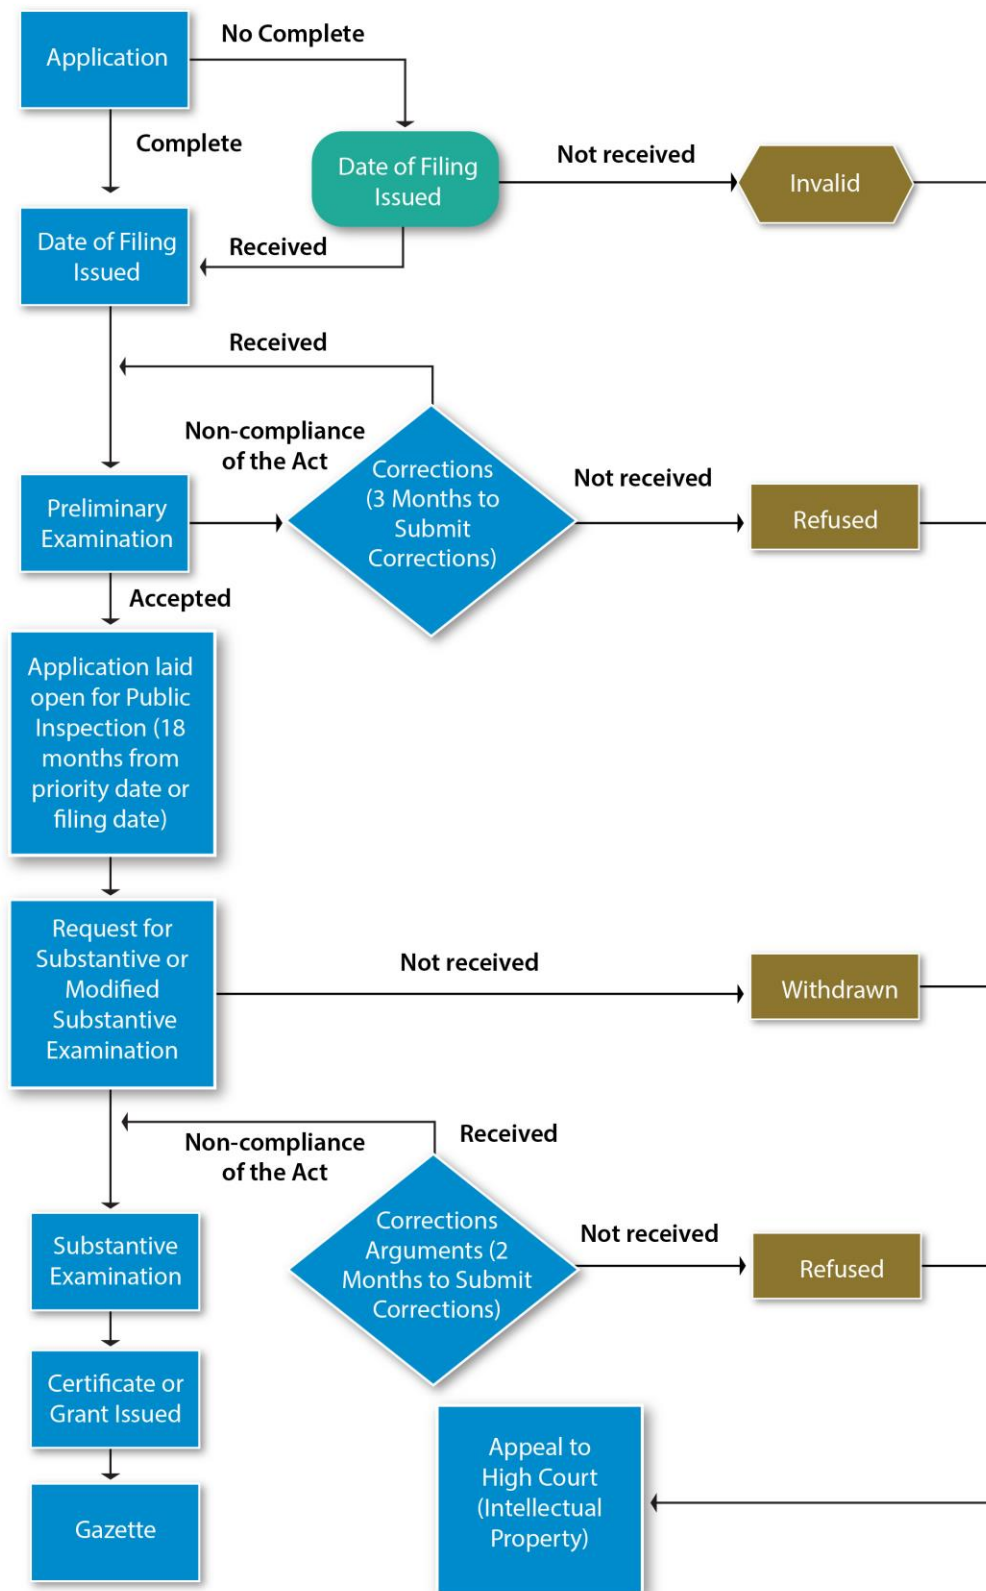 No Complete
Application
Complete
Date of Filing
Issued
Not received
Invalid
Date of Filing
Issued
Received
Received
Non-compliance
of the Act
Corrections
(3 Months to
Submit
Corrections)
Not received
Refused
Preliminary
Examination
Accepted
Application laid
open for Public
Inspection (18
months from
priority date or
filing date)
Request for
Substantive or
Modified
Substantive
Examination
Not received
Withdrawn
Received
Non-compliance
of the Act
Corrections
Arguments (2
Months to Submit
Corrections)
Not received
Refused
Substantive
Examination
Certificate or
Grant Issued
Appeal to
High Court
(Intellectual
Property)
Gazette